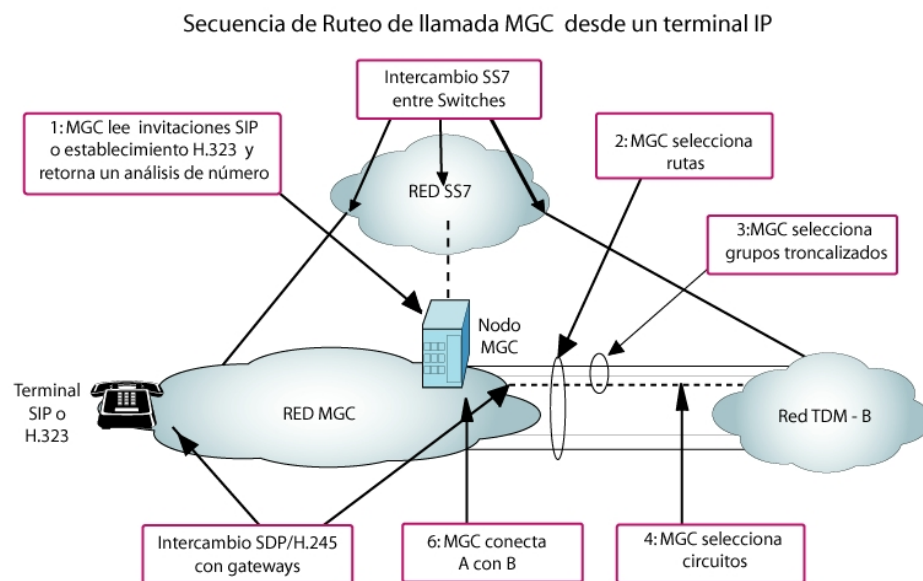 Secuencia de Ruteo de llamada MGC desde un terminal IP
Intercambio SS7
entre Switches
1: MGC lee invitaciones SIP
o establecimiento H.323 y
retorna un análisis de número
2: MGC selecciona
rutas
RED SS7
3:MGC selecciona
grupos troncalizados
Nodo
MGC
Terminal
SIP o
H.323
RED MGC
Red TDM - B
Intercambio SDP/H.245
con gateways
6: MGC conecta
A con B
4: MGC selecciona
circuitos